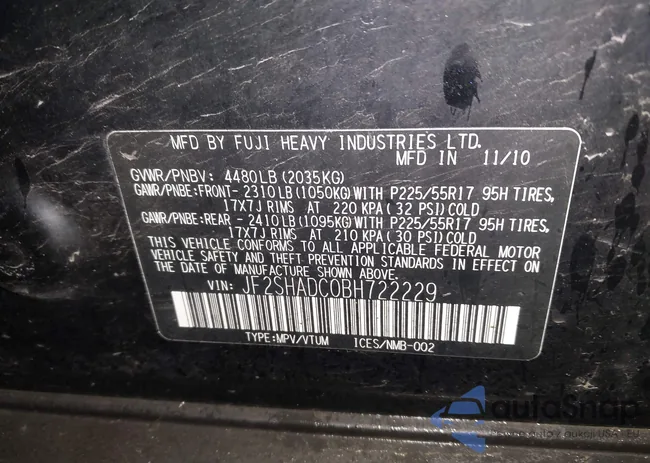 MFD BY FUJI HEAVY INDUSTRIES LTD.
MFD IN 11/10
GVWR/PNBV: 4480LB (2035KG)
GAWR/PNBE:FRONT- 2310LB (1050KG) WITH P225/55R17 95H TIRES,
17X7J RIMS AT 220 KPA (32 PSI) COLD
GAWR/PNBE:REAR - 2410LB (1095KG) WITH P225/55R17 95H TIRES,
17X7J RIMS AT 210 KPA (30 PSI) COLD
THIS VEHICLE CONFORMS TO ALL APPLICABLE FEDERAL MOTOR
VEHICLE SAFETY AND THEFT PREVENTION STANDARDS IN EFFECT ON
THE DATE OF MANUFACTURE SHOWN ABOVE.
VIN: JF2SHADC0BH722229
TYPE:MPV/VTUM ICES/NMB-002
autoSnap